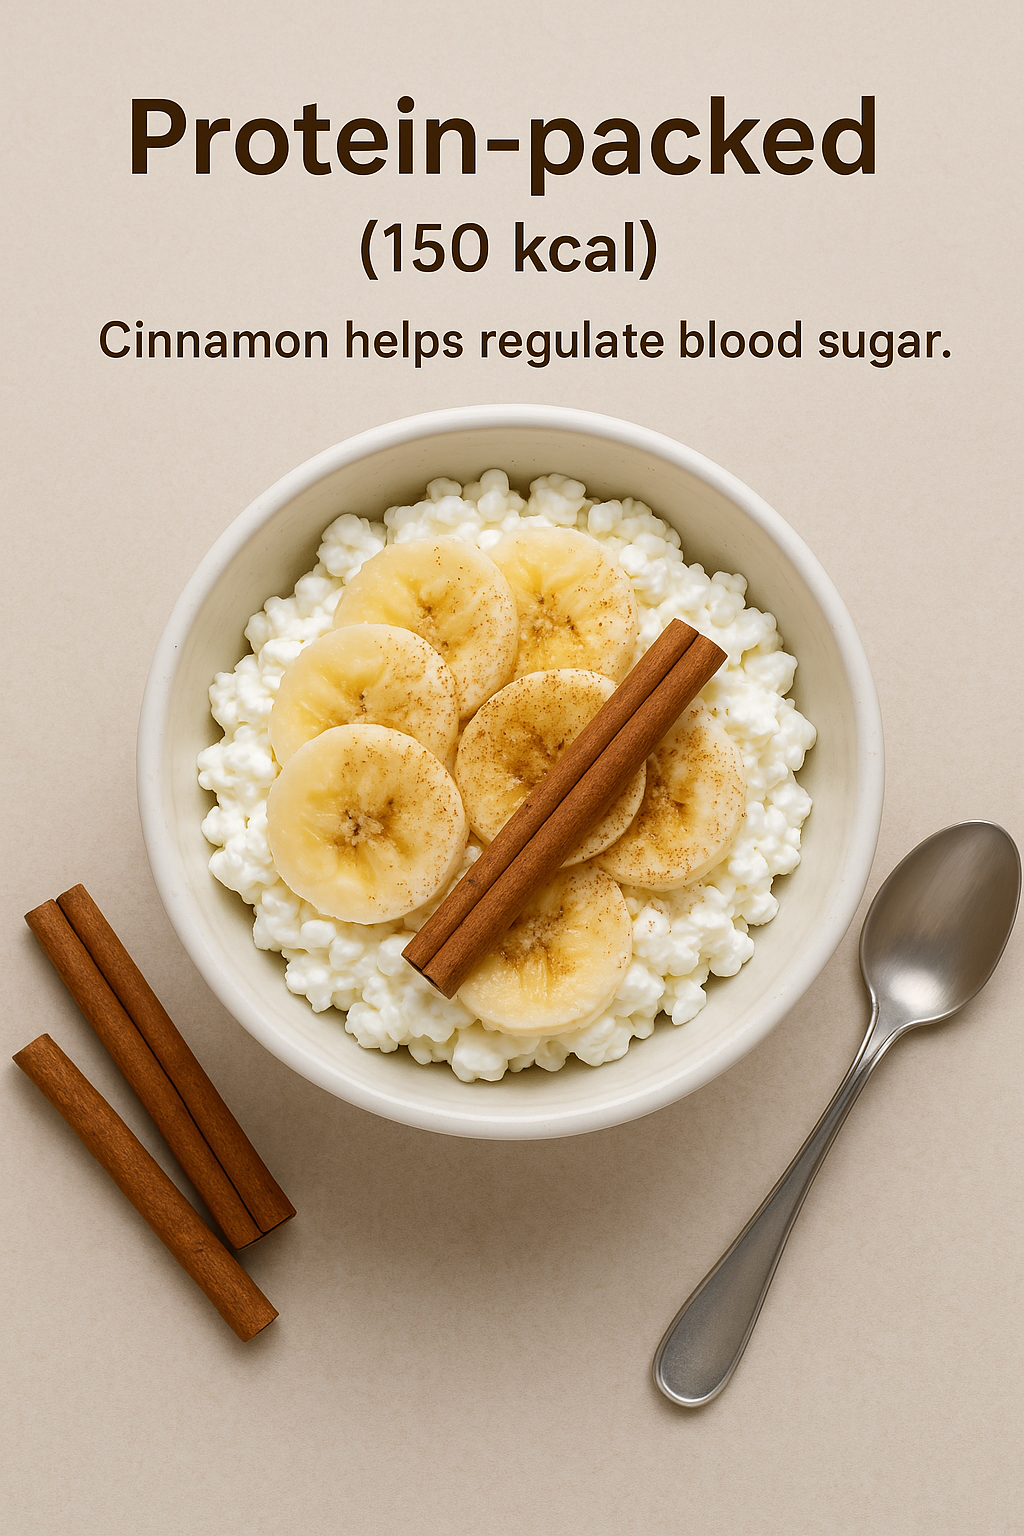 Protein-packed
(150 kcal)
Cinnamon helps regulate blood sugar.